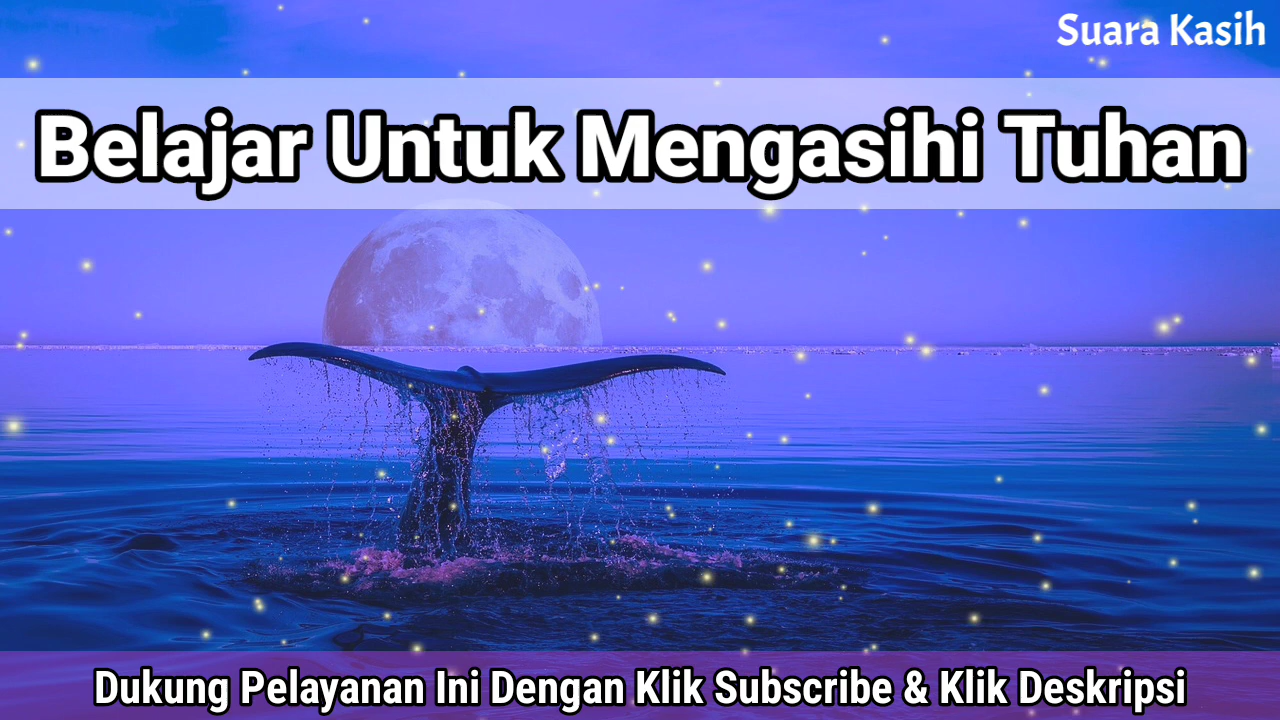 Suara Kasih
Belajar Untuk Mengasihi Tuhan
Dukung Pelayanan Ini Dengan Klik Subscribe & Klik Deskripsi